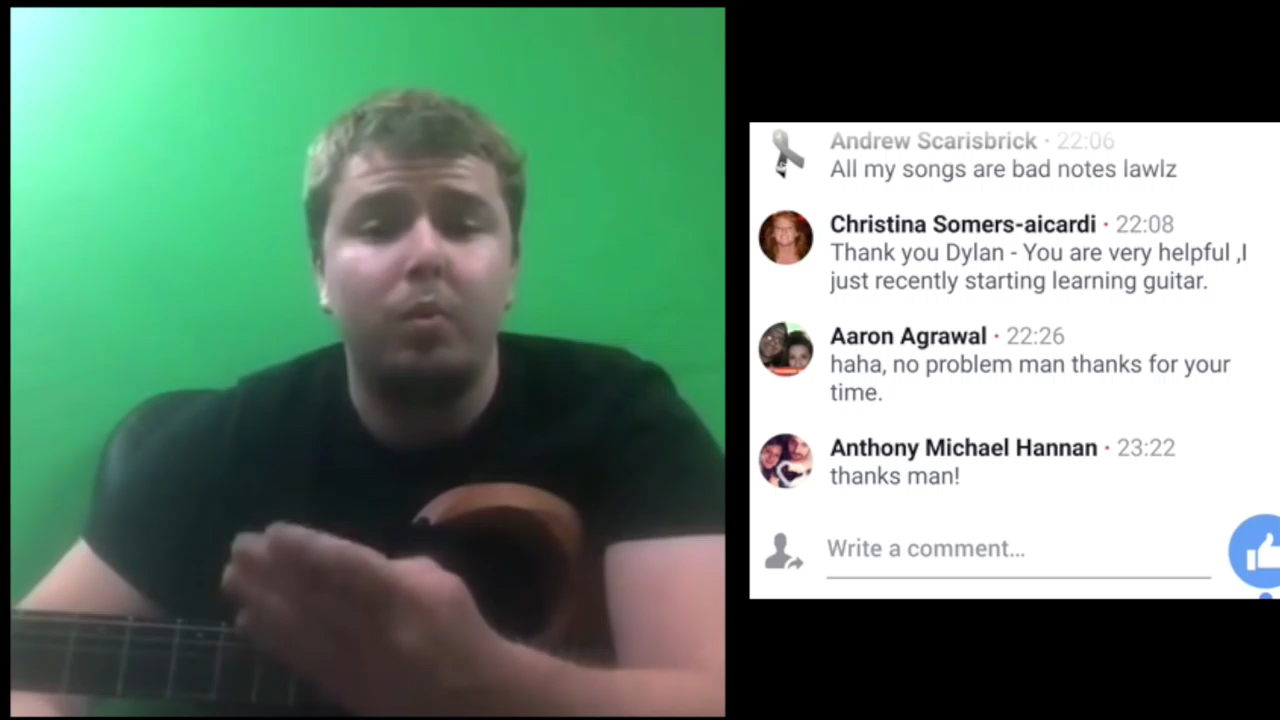 Andrew Scarisbrick · 22:06
All my songs are bad notes lawlz
Christina Somers-aicardi · 22:08
Thank you Dylan - You are very helpful ,I
just recently starting learning guitar.
Aaron Agrawal · 22:26
haha, no problem man thanks for your
time.
Anthony Michael Hannan · 23:22
thanks man!
Write a comment...